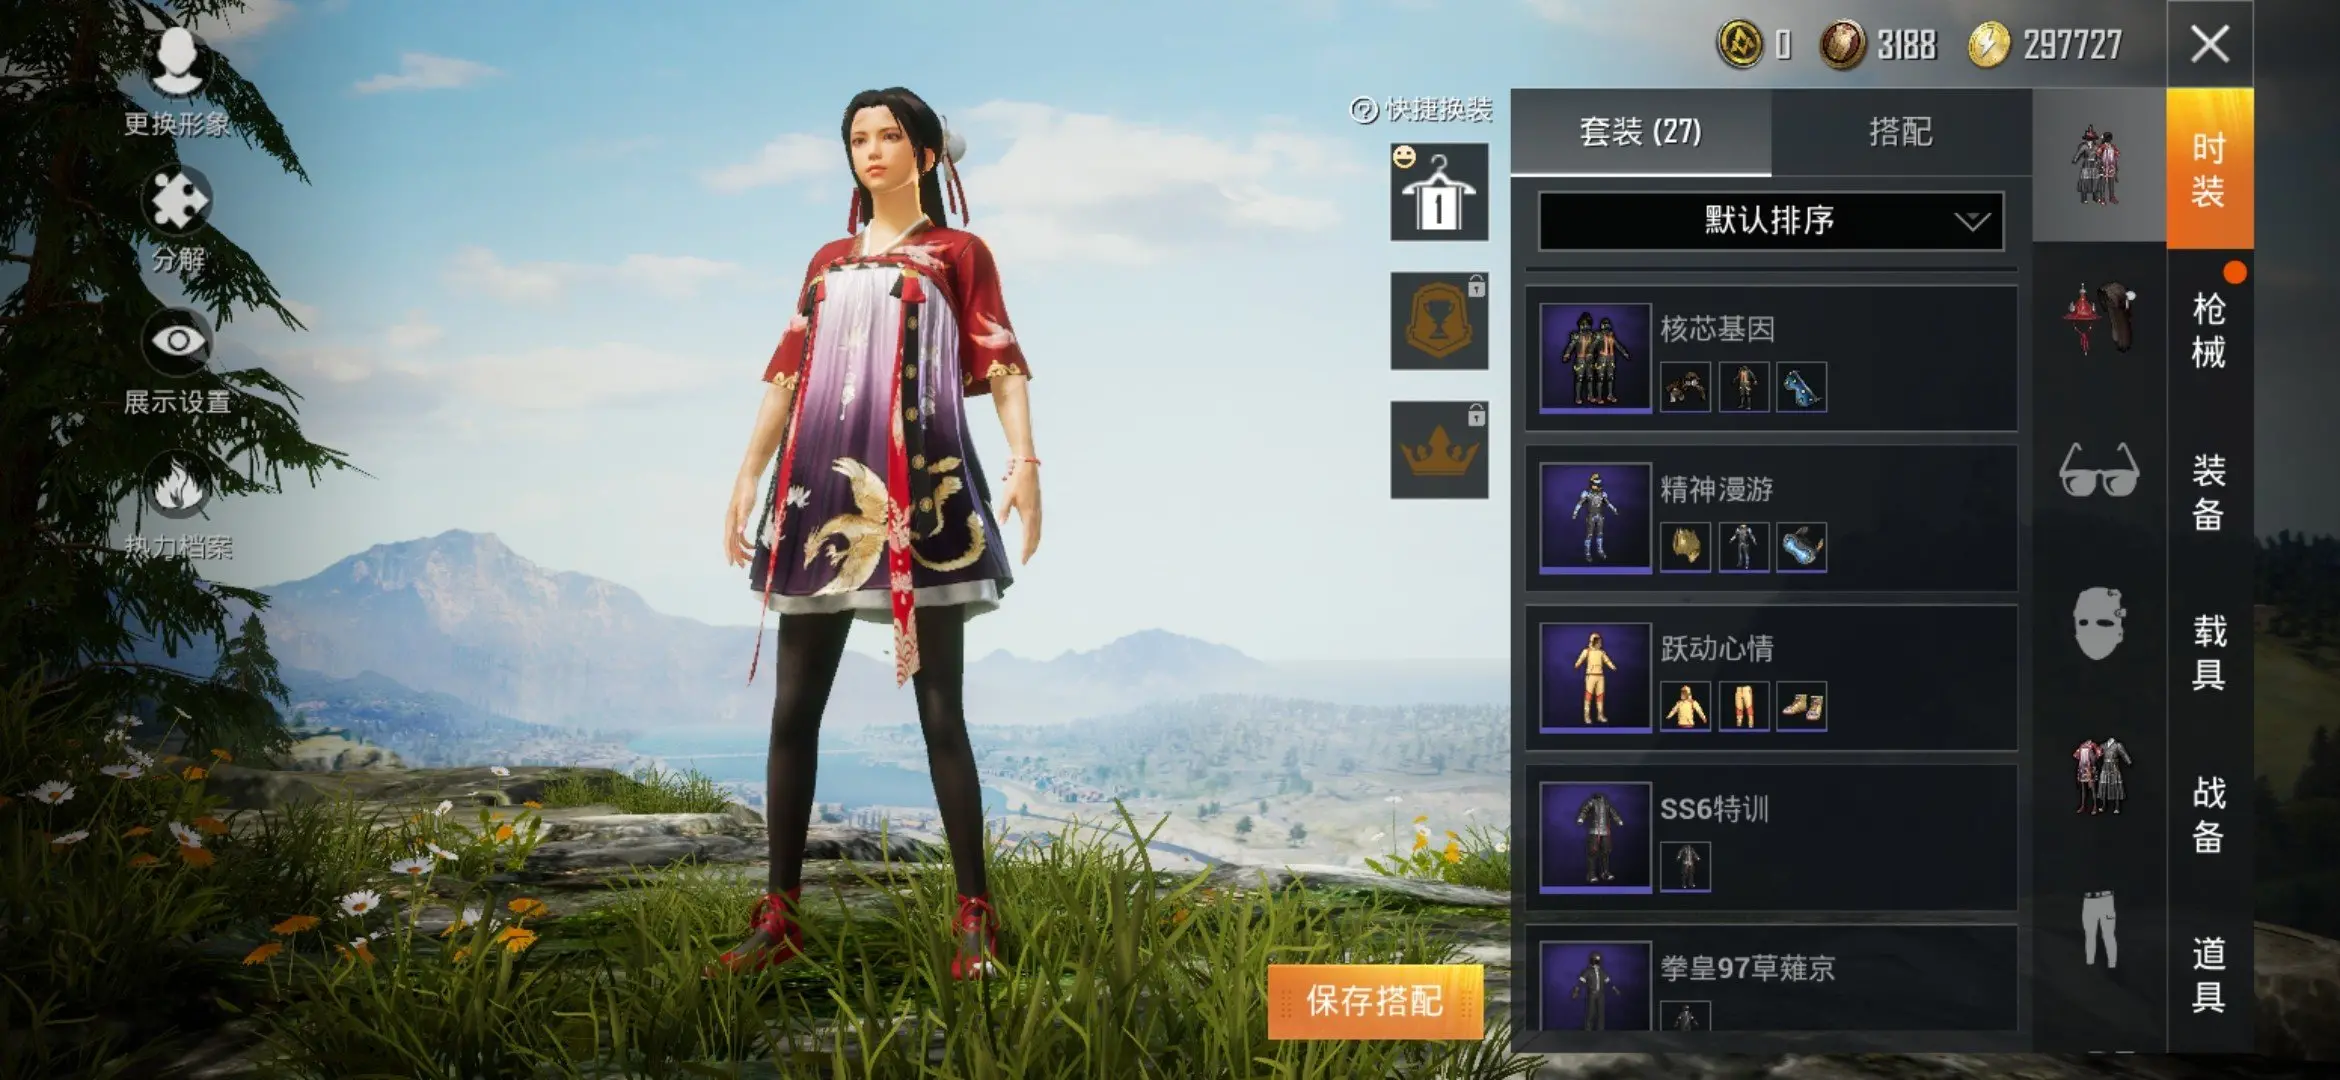 0 3188 297727
更换形象
分解
展示设置
热力档案
快捷换装
1
套装 (27)
搭配
默认排序
核芯基因
精神漫游
跃动心情
SS6特训
拳皇97草薙京
保存搭配
时装
枪械
装备
载具
战备
道具